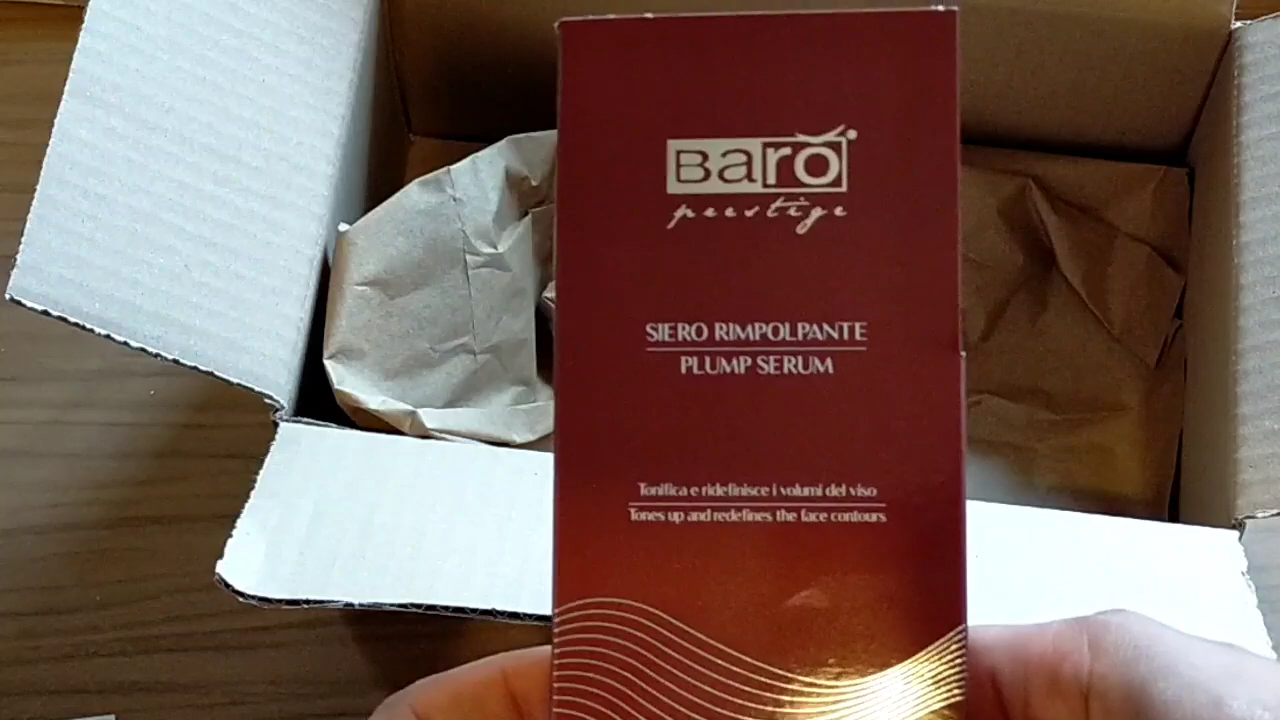 Barò
prestige
SIERO RIMPOLPANTE
PLUMP SERUM
Tonifica e ridefinisce i volumi del viso
Tones up and redefines the face contours